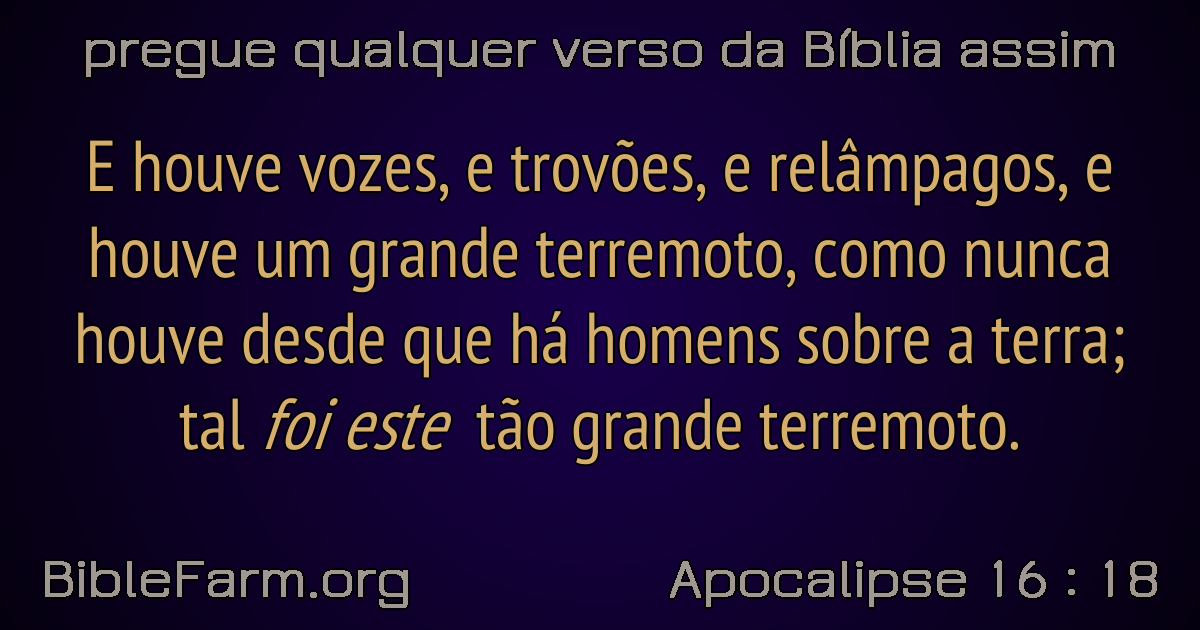 pregue qualquer verso da Bíblia assim
E houve vozes, e trovões, e relâmpagos, e
houve um grande terremoto, como nunca
houve desde que há homens sobre a terra;
tal foi este tão grande terremoto.
BibleFarm.org
Apocalipse 16 : 18